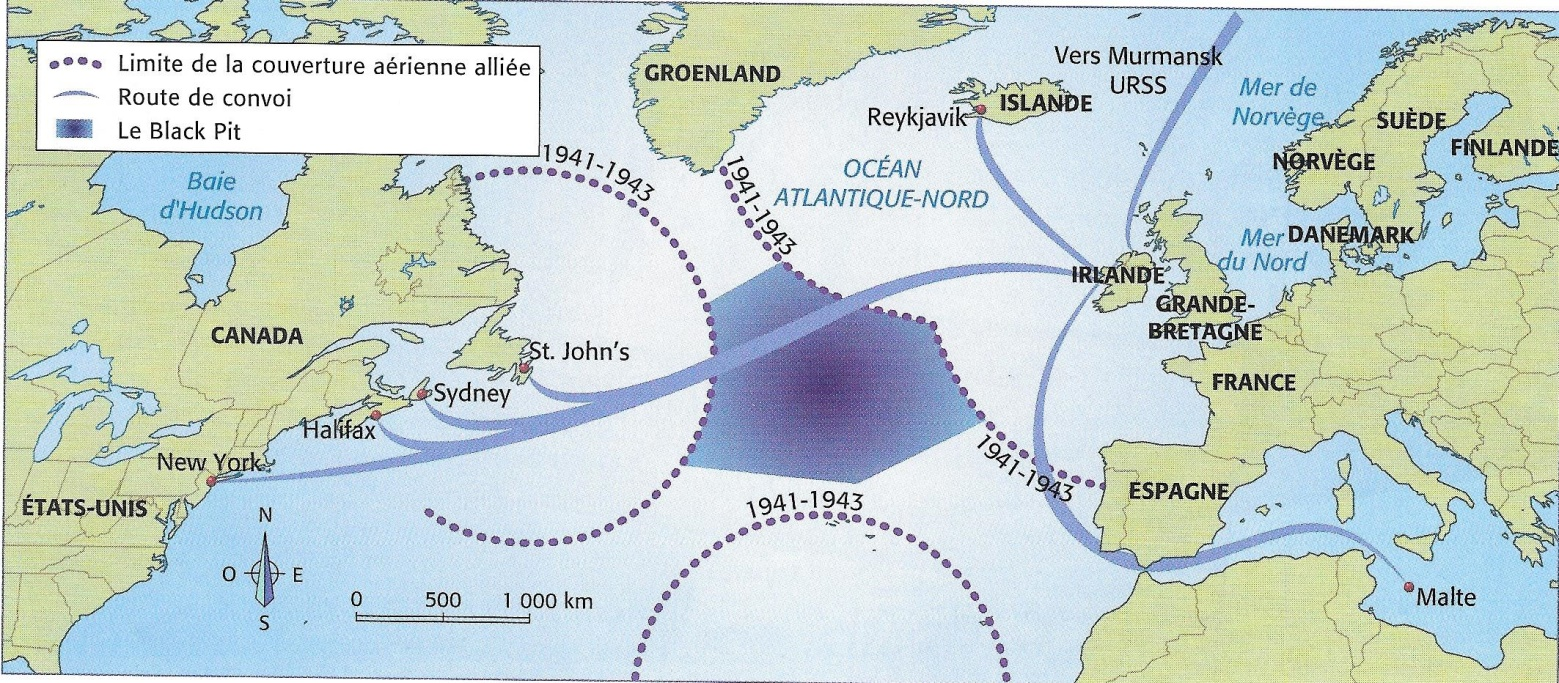 Limite de la couverture aérienne alliée
Route de convoi
Le Black Pit
GROENLAND
Vers Murmansk
URSS
Mer de
Norvège
Reykjavik
ISLANDE
SUÈDE
FINLANDE
NORVÈGE
1941-1943
1941-1943
OCÉAN
ATLANTIQUE-NORD
Baie
d'Hudson
Mer
du Nord
DANEMARK
IRLANDE
GRANDE-
BRETAGNE
CANADA
St. John's
FRANCE
Sydney
Halifax
New York
1941-1943
ESPAGNE
1941-1943
ÉTATS-UNIS
N
O
E
S
0 500 1 000 km
Malte